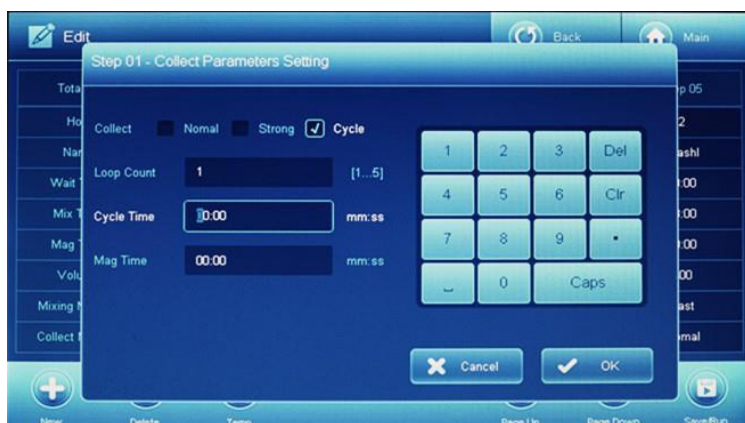 Edit
Back
Main
Step 01 - Collect Parameters Setting
Collect Nomal Strong Cycle
Loop Count 1 [1...5]
Cycle Time 00:00 mm:ss
Mag Time 00:00 mm:ss
1 2 3 Del
4 5 6 Clr
7 8 9 .
0 Caps
Cancel OK
Tota
p 05
Ho
2
Nar
ashl
Wait
:00
Mix T
:00
Mag
:00
Volu
00
Mixing
ast
Collect
mal
New Delete Temp Page Up Page Down Save/Run